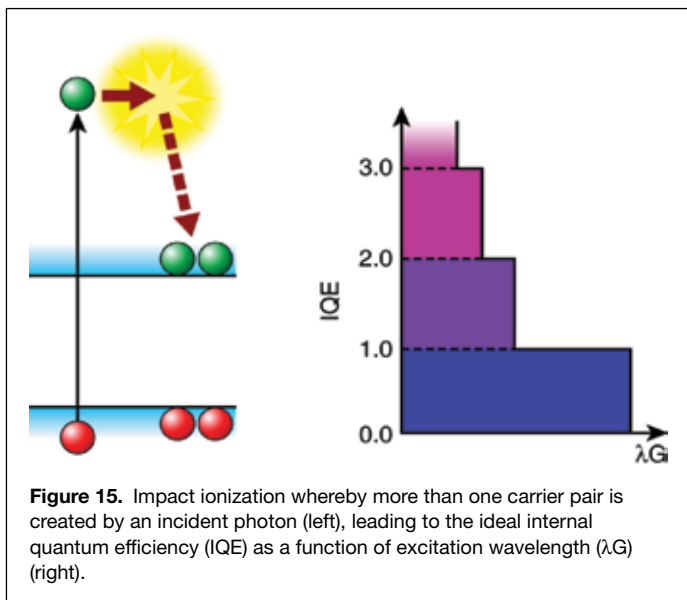 3.0
2.0
IQE
1.0
0.0
λG
Figure 15. Impact ionization whereby more than one carrier pair is
created by an incident photon (left), leading to the ideal internal
quantum efficiency (IQE) as a function of excitation wavelength (λG)
(right).